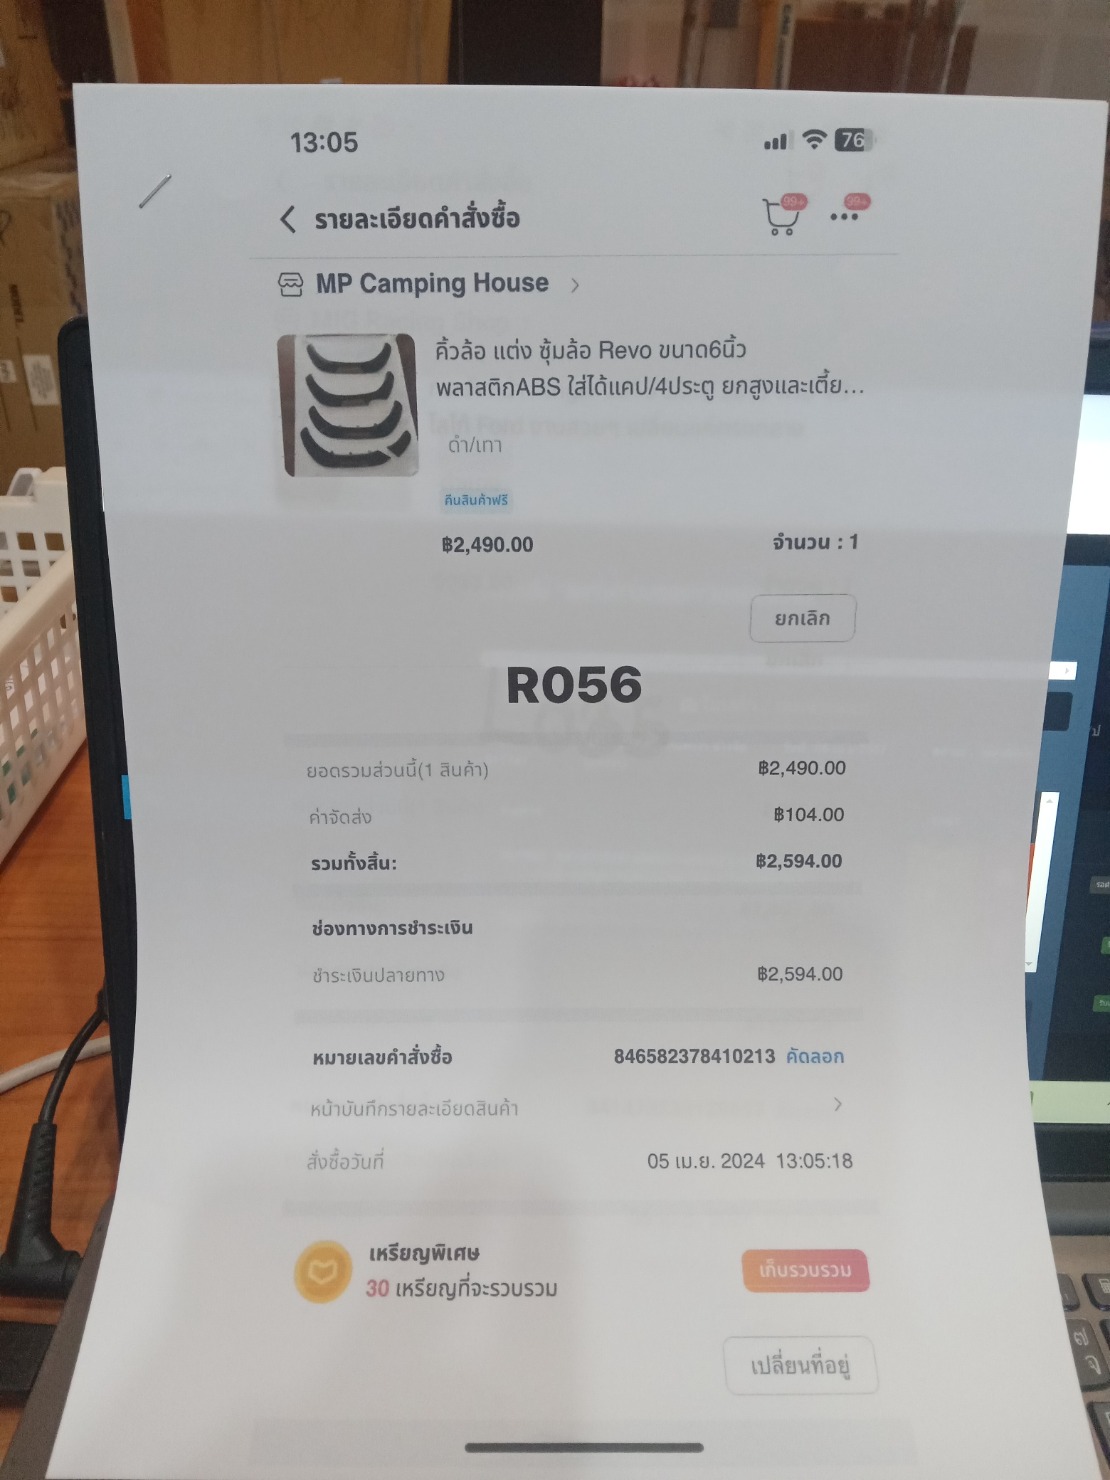 13:05
76
รายละเอียดคำสั่งซื้อ
99+
99+
MP Camping House
คิ้วล้อ แต่ง ซุ้มล้อ Revo ขนาด6นิ้ว
พลาสติกABS ใส่ได้แคป/4ประตู ยกสูงและเตี้ย...
ดำ/เทา
คืนสินค้าฟรี
฿2,490.00
จำนวน : 1
ยกเลิก
R056
ยอดรวมส่วนนี้(1 สินค้า)
฿2,490.00
ค่าจัดส่ง
฿104.00
รวมทั้งสิ้น:
฿2,594.00
ช่องทางการชำระเงิน
ชำระเงินปลายทาง
฿2,594.00
หมายเลขคำสั่งซื้อ
846582378410213 คัดลอก
หน้าบันทึกรายละเอียดสินค้า
สั่งซื้อวันที่
05 เม.ย. 2024 13:05:18
เหรียญพิเศษ
30 เหรียญที่จะรวบรวม
เก็บรวบรวม
เปลี่ยนที่อยู่